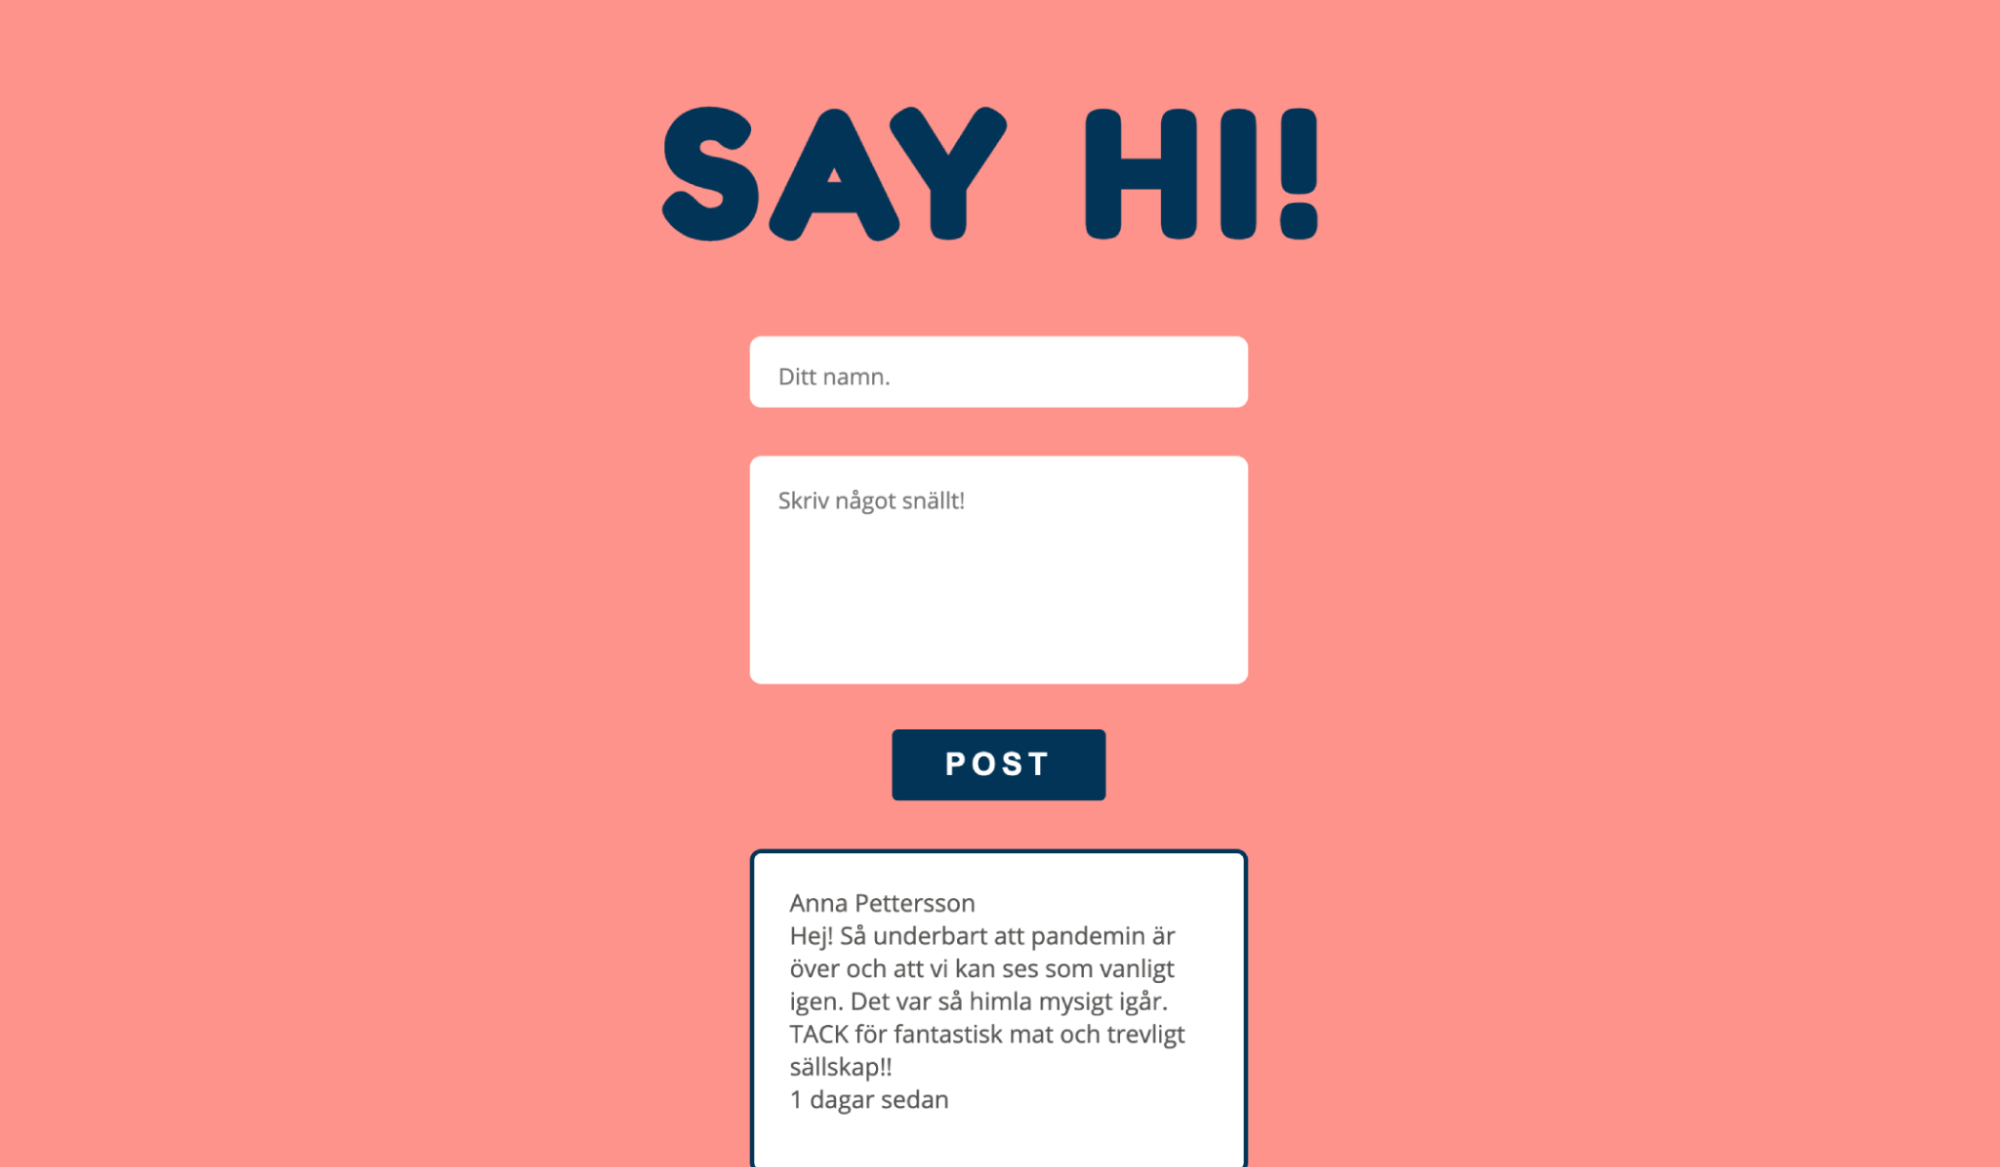 SAY HI!
Ditt namn.
Skriv något snällt!
POST
Anna Pettersson
Hej! Så underbart att pandemin är
över och att vi kan ses som vanligt
igen. Det var så himla mysigt igår.
TACK för fantastisk mat och trevligt
sällskap!!
1 dagar sedan